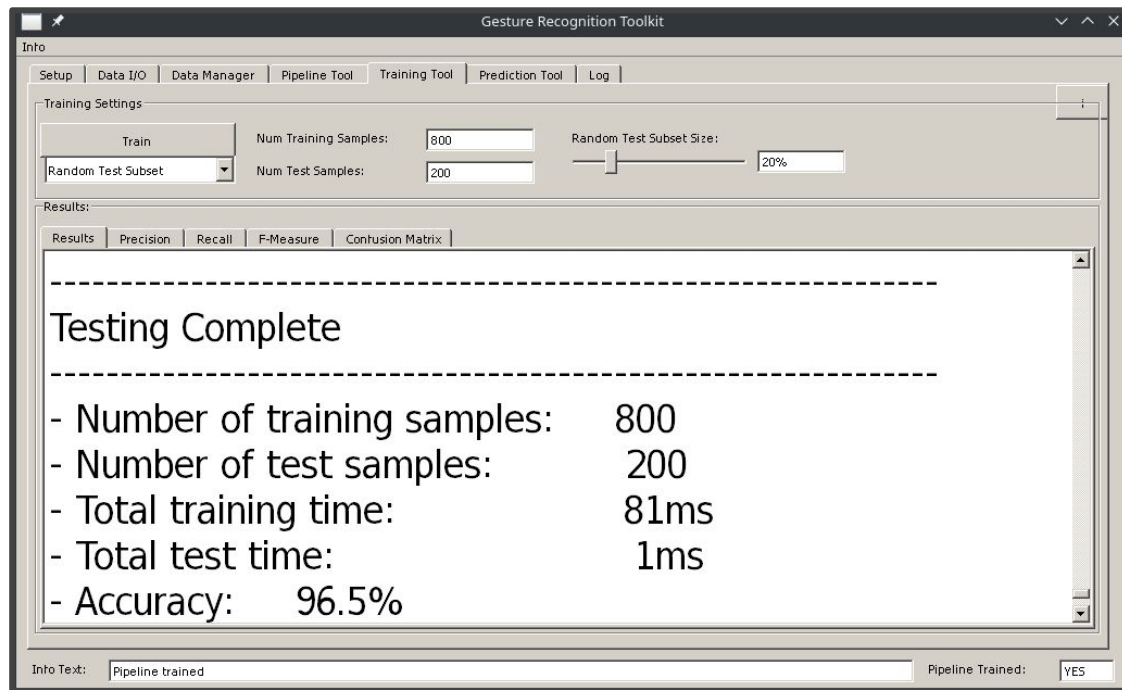 Gesture Recognition Toolkit
Info
Setup Data I/O Data Manager Pipeline Tool Training Tool Prediction Tool Log
Training Settings
i
Train
Num Training Samples: 800
Random Test Subset Size:
20%
Random Test Subset
Num Test Samples: 200
Results:
Results Precision Recall F-Measure Confusion Matrix
----------------------------------------------------------------
Testing Complete
----------------------------------------------------------------
- Number of training samples: 800
- Number of test samples: 200
- Total training time: 81ms
- Total test time: 1ms
- Accuracy: 96.5%
Info Text: Pipeline trained Pipeline Trained: YES